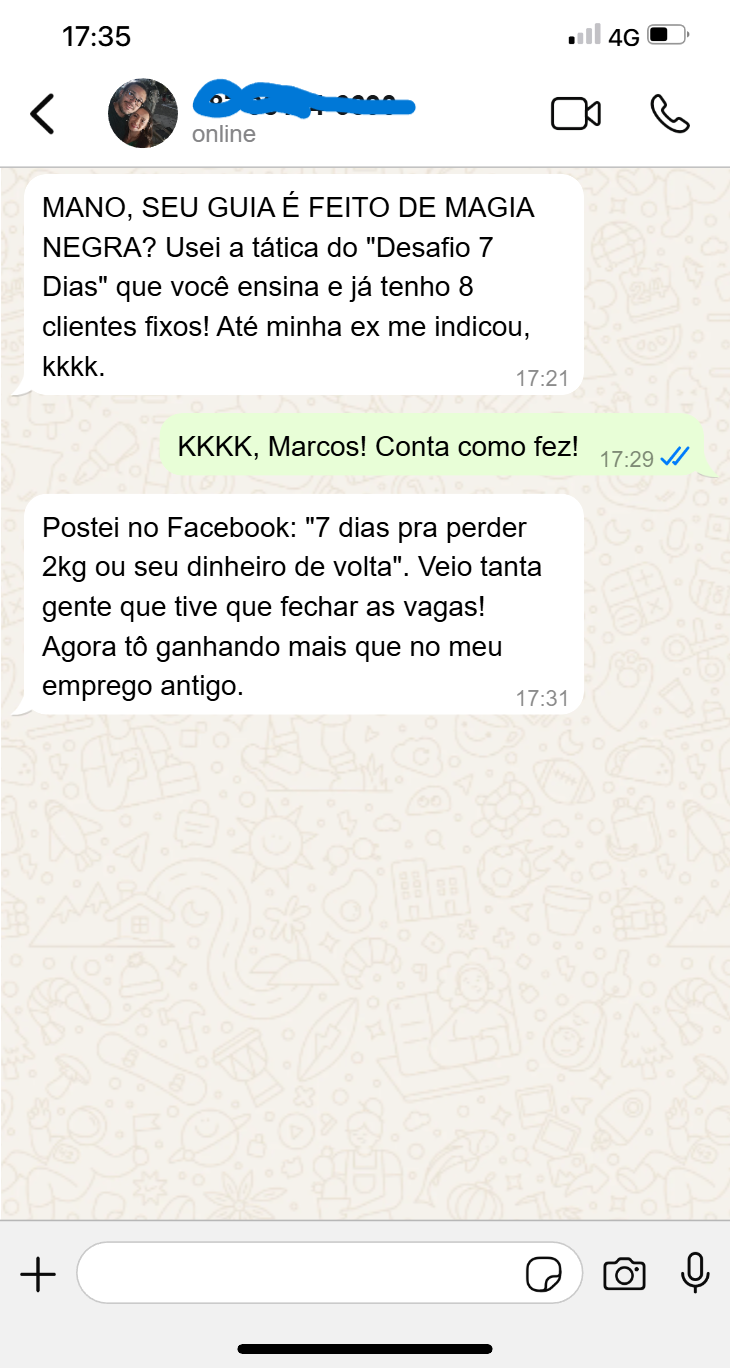 17:35
4G
online
MANO, SEU GUIA É FEITO DE MAGIA
NEGRA? Usei a tática do "Desafio 7
Dias" que você ensina e já tenho 8
clientes fixos! Até minha ex me indicou,
kkkk.
17:21
KKKK, Marcos! Conta como fez!
17:29
Postei no Facebook: "7 dias pra perder
2kg ou seu dinheiro de volta". Veio tanta
gente que tive que fechar as vagas!
Agora tô ganhando mais que no meu
emprego antigo.
17:31